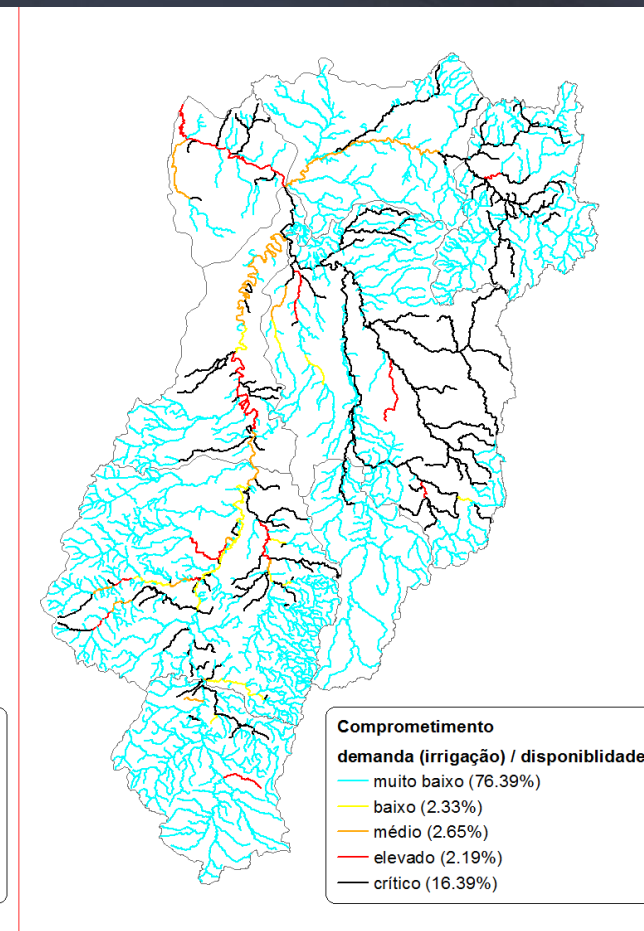 Comprometimento
demanda (irrigação) / disponiblidade
muito baixo (76.39%)
baixo (2.33%)
médio (2.65%)
elevado (2.19%)
crítico (16.39%)